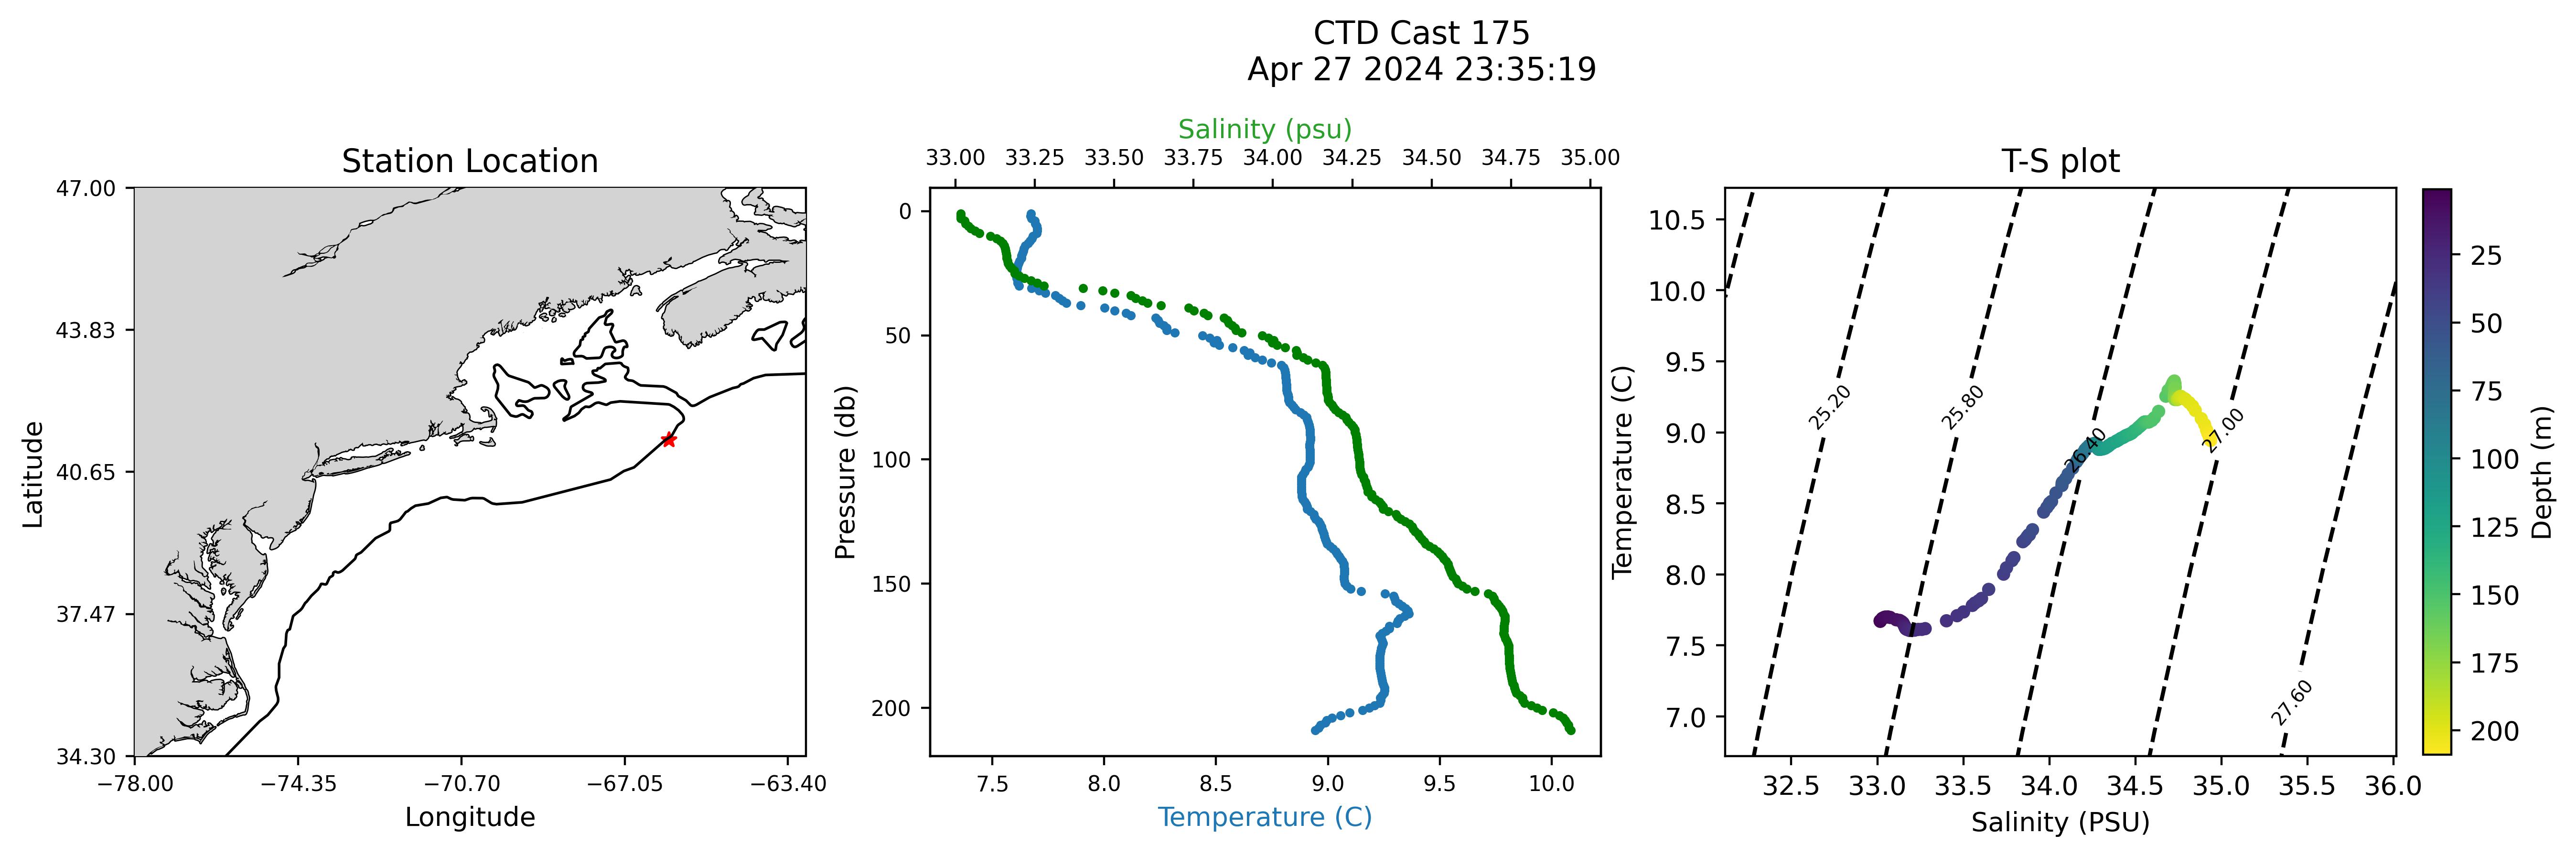 CTD Cast 175
Apr 27 2024 23:35:19
Station Location
47.00
43.83
40.65
37.47
34.30
−78.00 −74.35 −70.70 −67.05 −63.40
Latitude
Longitude
Salinity (psu)
33.00 33.25 33.50 33.75 34.00 34.25 34.50 34.75 35.00
0
50
100
150
200
Pressure (db)
7.5 8.0 8.5 9.0 9.5 10.0
Temperature (C)
T-S plot
10.5
10.0
9.5
9.0
8.5
8.0
7.5
7.0
Temperature (C)
25.20
25.80
26.40
27.00
27.60
32.5 33.0 33.5 34.0 34.5 35.0 35.5 36.0
Salinity (PSU)
25
50
75
100
125
150
175
200
Depth (m)